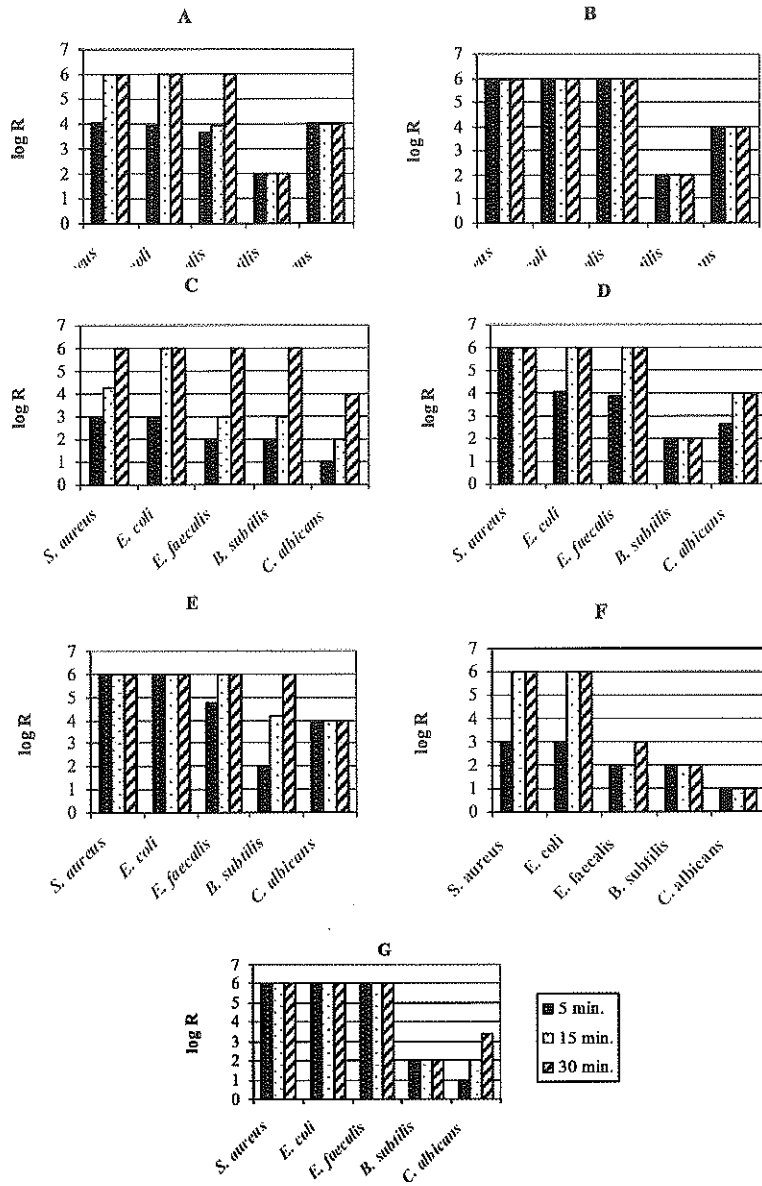 A
7
6
5
4
3
2
1
0
log R
B
7
6
5
4
3
2
1
0
log R
C
7
6
5
4
3
2
1
0
log R
S. aureus
E. coli
E. faecalis
B. subtilis
C. albicans
D
7
6
5
4
3
2
1
0
log R
S. aureus
E. coli
E faecalis
B. subtilis
C. albicans
E
7
6
5
4
3
2
1
0
log R
S. aureus
E. coli
E faecalis
B. subtilis
C. albicans
F
7
6
5
4
3
2
1
0
log R
S. aureus
E. coli
E. faecalis
B. subtilis
C. albicans
G
7
6
5
4
3
2
1
0
log R
S. aureus
E. coli
E. faecalis
B. subtilis
C. albicans
5 min.
15 min.
30 min.